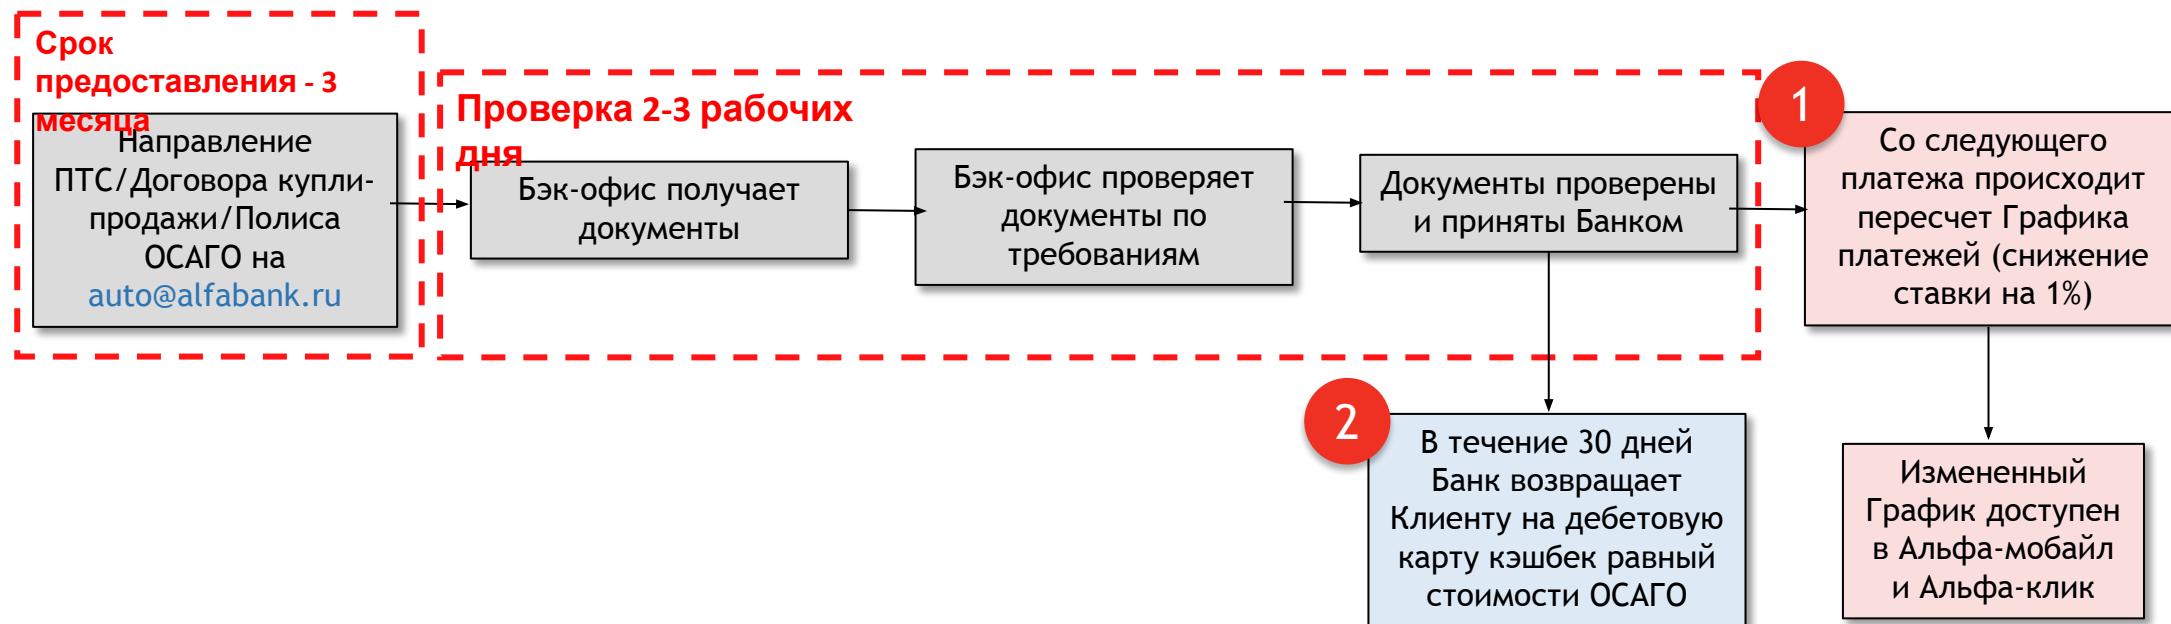 Срок
предоставления - 3
месяца
Направление
ПТС/Договора купли-
продажи/Полиса
ОСАГО на
auto@alfabank.ru
Проверка 2-3 рабочих
дня
Бэк-офис получает
документы
Бэк-офис проверяет
документы по
требованиям
Документы проверены
и приняты Банком
1
Со следующего
платежа происходит
пересчет Графика
платежей (снижение
ставки на 1%)
2
В течение 30 дней
Банк возвращает
Клиенту на дебетовую
карту кэшбек равный
стоимости ОСАГО
Измененный
График доступен
в Альфа-мобайл
и Альфа-клик